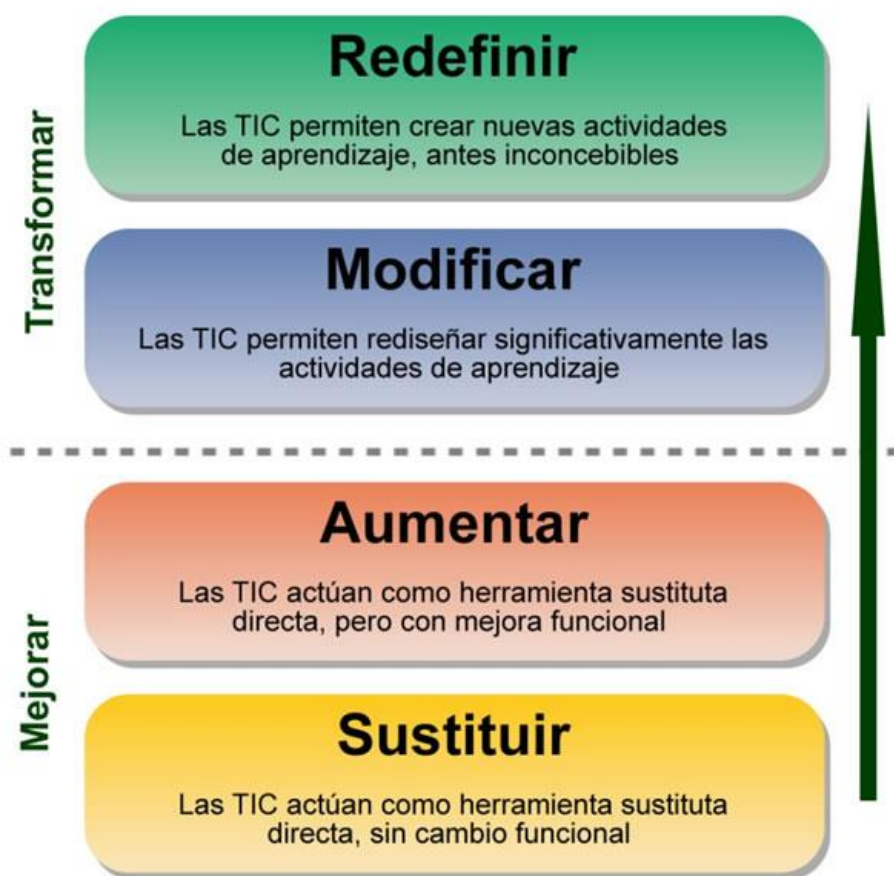 Transformar
Redefinir
Las TIC permiten crear nuevas actividades
de aprendizaje, antes inconcebibles
Modificar
Las TIC permiten rediseñar significativamente las
actividades de aprendizaje
Mejorar
Aumentar
Las TIC actúan como herramienta sustituta
directa, pero con mejora funcional
Sustituir
Las TIC actúan como herramienta sustituta
directa, sin cambio funcional